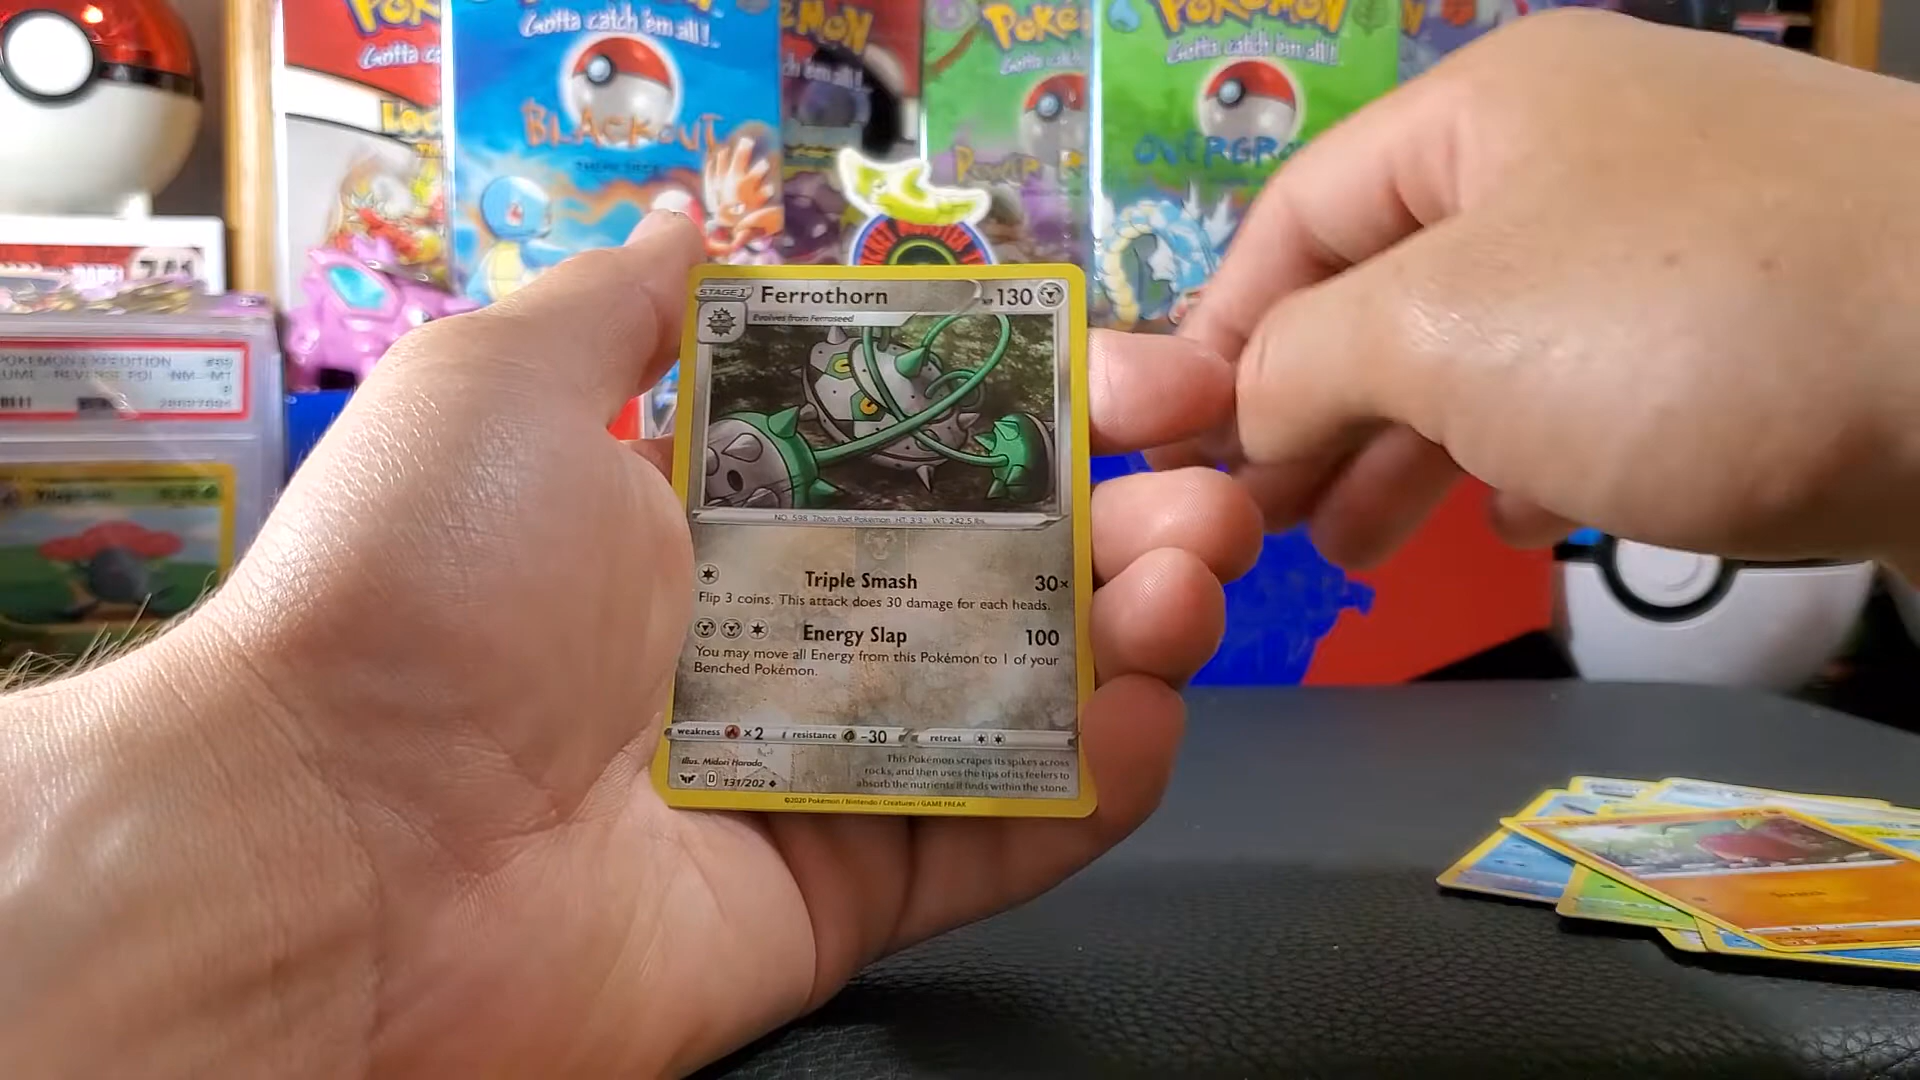 Gotta catch 'em all!
BLACKOUT
POKéMON
Gotta catch 'em all!
STAGE 1
Ferrothorn
HP 130
Evolves from Ferroseed
NO. 598 Thorn Pod Pokémon HT: 3'3" WT: 242.5 lbs.
Triple Smash 30×
Flip 3 coins. This attack does 30 damage for each heads.
Energy Slap 100
You may move all Energy from this Pokémon to 1 of your
Benched Pokémon.
weakness ×2 resistance -30 retreat
Illus. Midori Harada
D 131/202
This Pokémon scrapes its spikes across
rocks, and then uses the tips of its feelers to
absorb the nutrients it finds within the stone.
©2020 Pokémon / Nintendo / Creatures / GAME FREAK